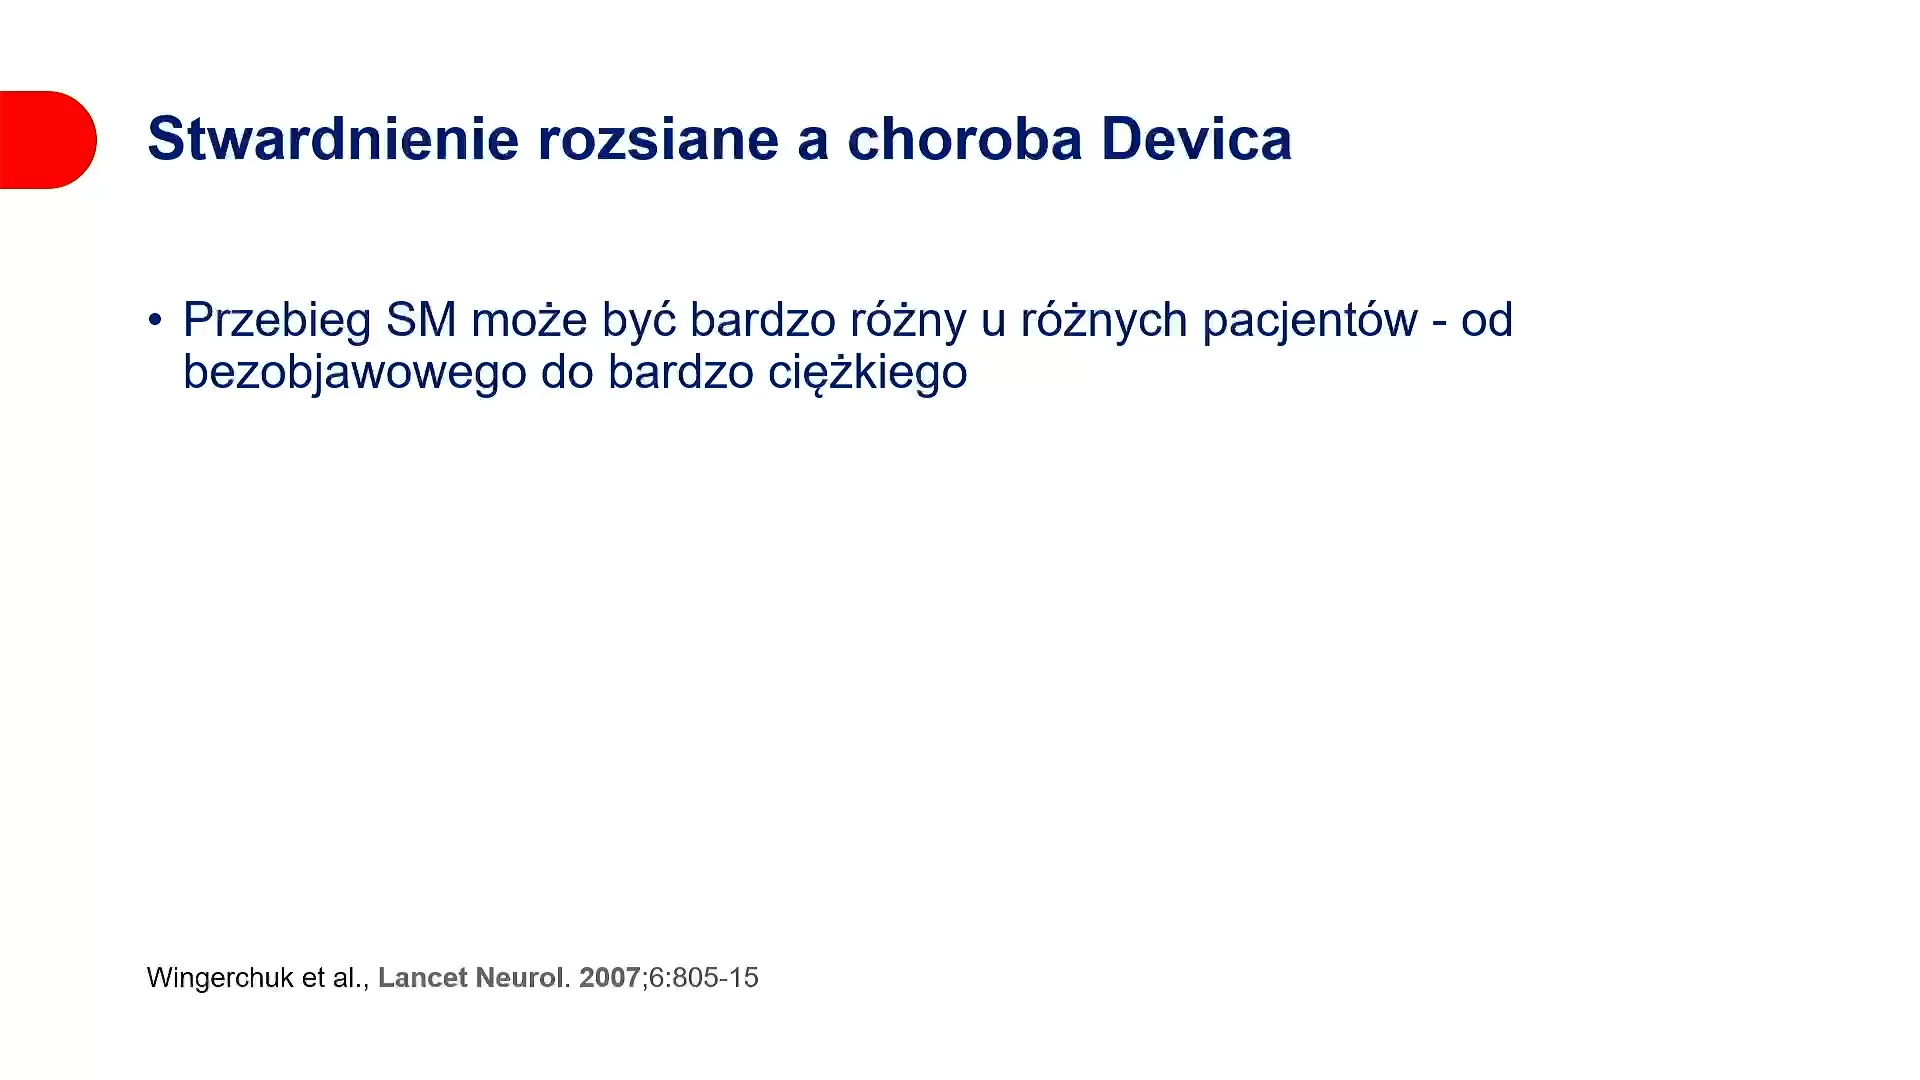 Stwardnienie rozsiane a choroba Devica
• Przebieg SM może być bardzo różny u różnych pacjentów - od
bezobjawowego do bardzo ciężkiego
Wingerchuk et al., Lancet Neurol. 2007;6:805-15